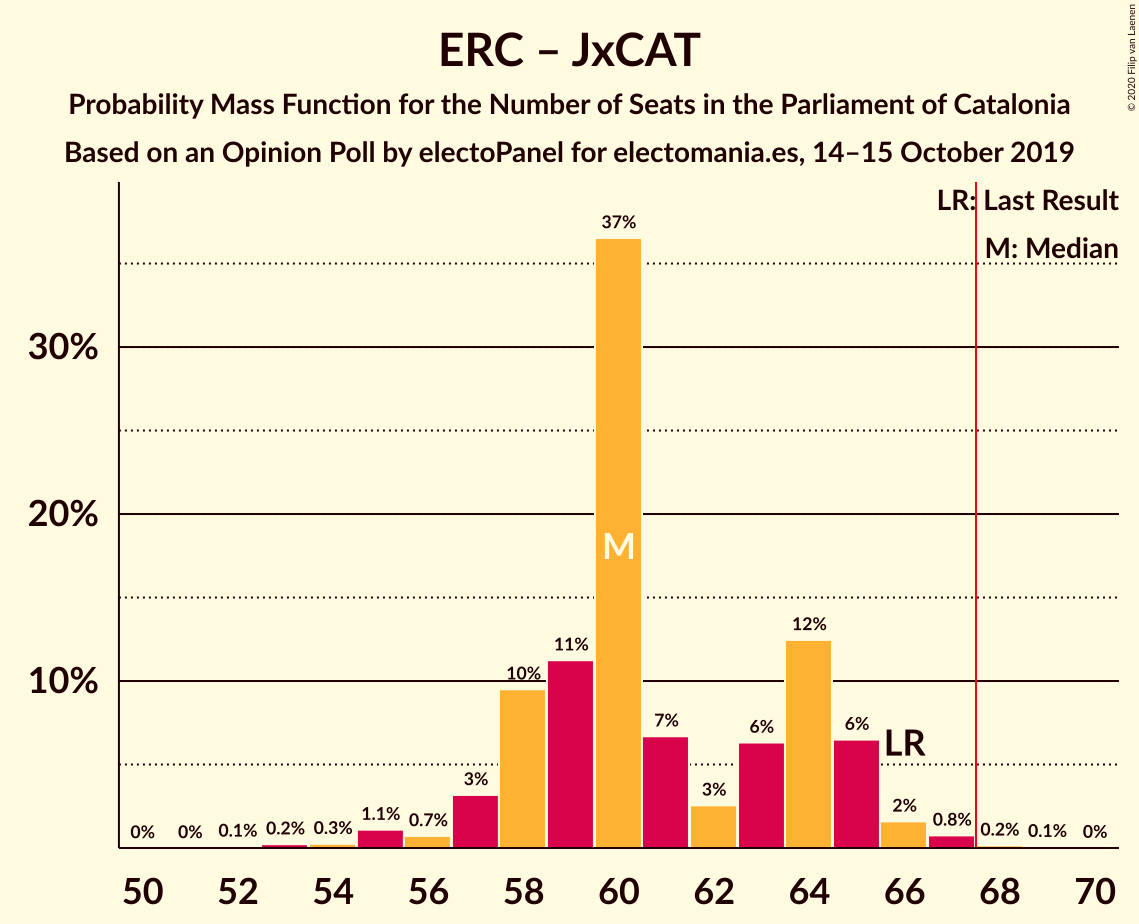 ERC – JxCAT
Probability Mass Function for the Number of Seats in the Parliament of Catalonia
Based on an Opinion Poll by electoPanel for electomania.es, 14–15 October 2019
© 2020 Filip van Laenen
LR: Last Result
M: Median
37%
30%
20%
M
12%
11%
10%
10%
7%
6%
6%
LR
3%
3%
2%
1.1%
0.7%
0.8%
0%
0%
0.1%
0.2%
0.3%
0.2%
0.1%
0%
50 52 54 56 58 60 62 64 66 68 70